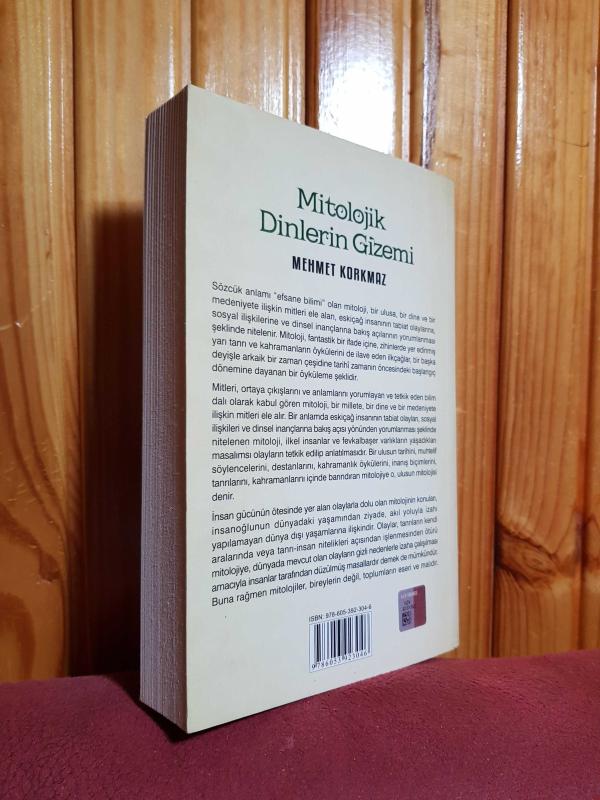 Mitolojik
Dinlerin Gizemi
MEHMET KORKMAZ
Sözcük anlamı "efsane bilimi" olan mitoloji, bir ulusa, bir dine ve bir
medeniyete ilişkin mitleri ele alan, eskiçağ insanının tabiat olaylarına,
sosyal ilişkilerine ve dinsel inançlarına bakış açılarının yorumlanması
şeklinde nitelenir. Mitoloji, fantastik bir ifade içine, zihinlerde yer edinmiş
yarı tanrı ve kahramanların öykülerini de ilave eden ilkçağlar, bir başka
deyişle arkaik bir zaman çeşidine tarihî zamanın öncesindeki başlangıç
dönemine dayanan bir öyküleme şeklidir.
Mitleri, ortaya çıkışlarını ve anlamlarını yorumlayan ve tetkik eden bilim
dalı olarak kabul gören mitoloji, bir millete, bir dine ve bir medeniyete
ilişkin mitleri ele alır. Bir anlamda eskiçağ insanının tabiat olayları, sosyal
ilişkileri ve dinsel inançlarına bakış açısı yönünden yorumlanması şeklinde
nitelenen mitoloji, ilkel insanlar ve fevkalbeşer varlıkların yaşadıkları
masalımsı olayların tetkik edilip anlatılmasıdır. Bir ulusun tarihini, muhtelif
söylencelerini, destanlarını, kahramanlık öykülerini, inanış biçimlerini,
tanrılarını, kahramanlarını içinde barındıran mitolojiye o, ulusun mitolojisi
denir.
İnsan gücünün ötesinde yer alan olaylarla dolu olan mitolojinin konuları,
insanoğlunun dünyadaki yaşamından ziyade, akıl yoluyla izahı
yapılamayan dünya dışı yaşamlarına ilişkindir. Olaylar, tanrıların kendi
aralarında veya tanrı-insan nitelikleri açısından işlenmesinden ötürü
mitolojiye, dünyada mevcut olan olayların gizli nedenlerle izaha çalışılması
amacıyla insanlar tarafından düzülmüş masallardır demek de mümkündür.
Buna rağmen mitolojiler, bireylerin değil, toplumların eseri ve malıdır.
ISBN: 978-605-392-304-6
9 786053 923046